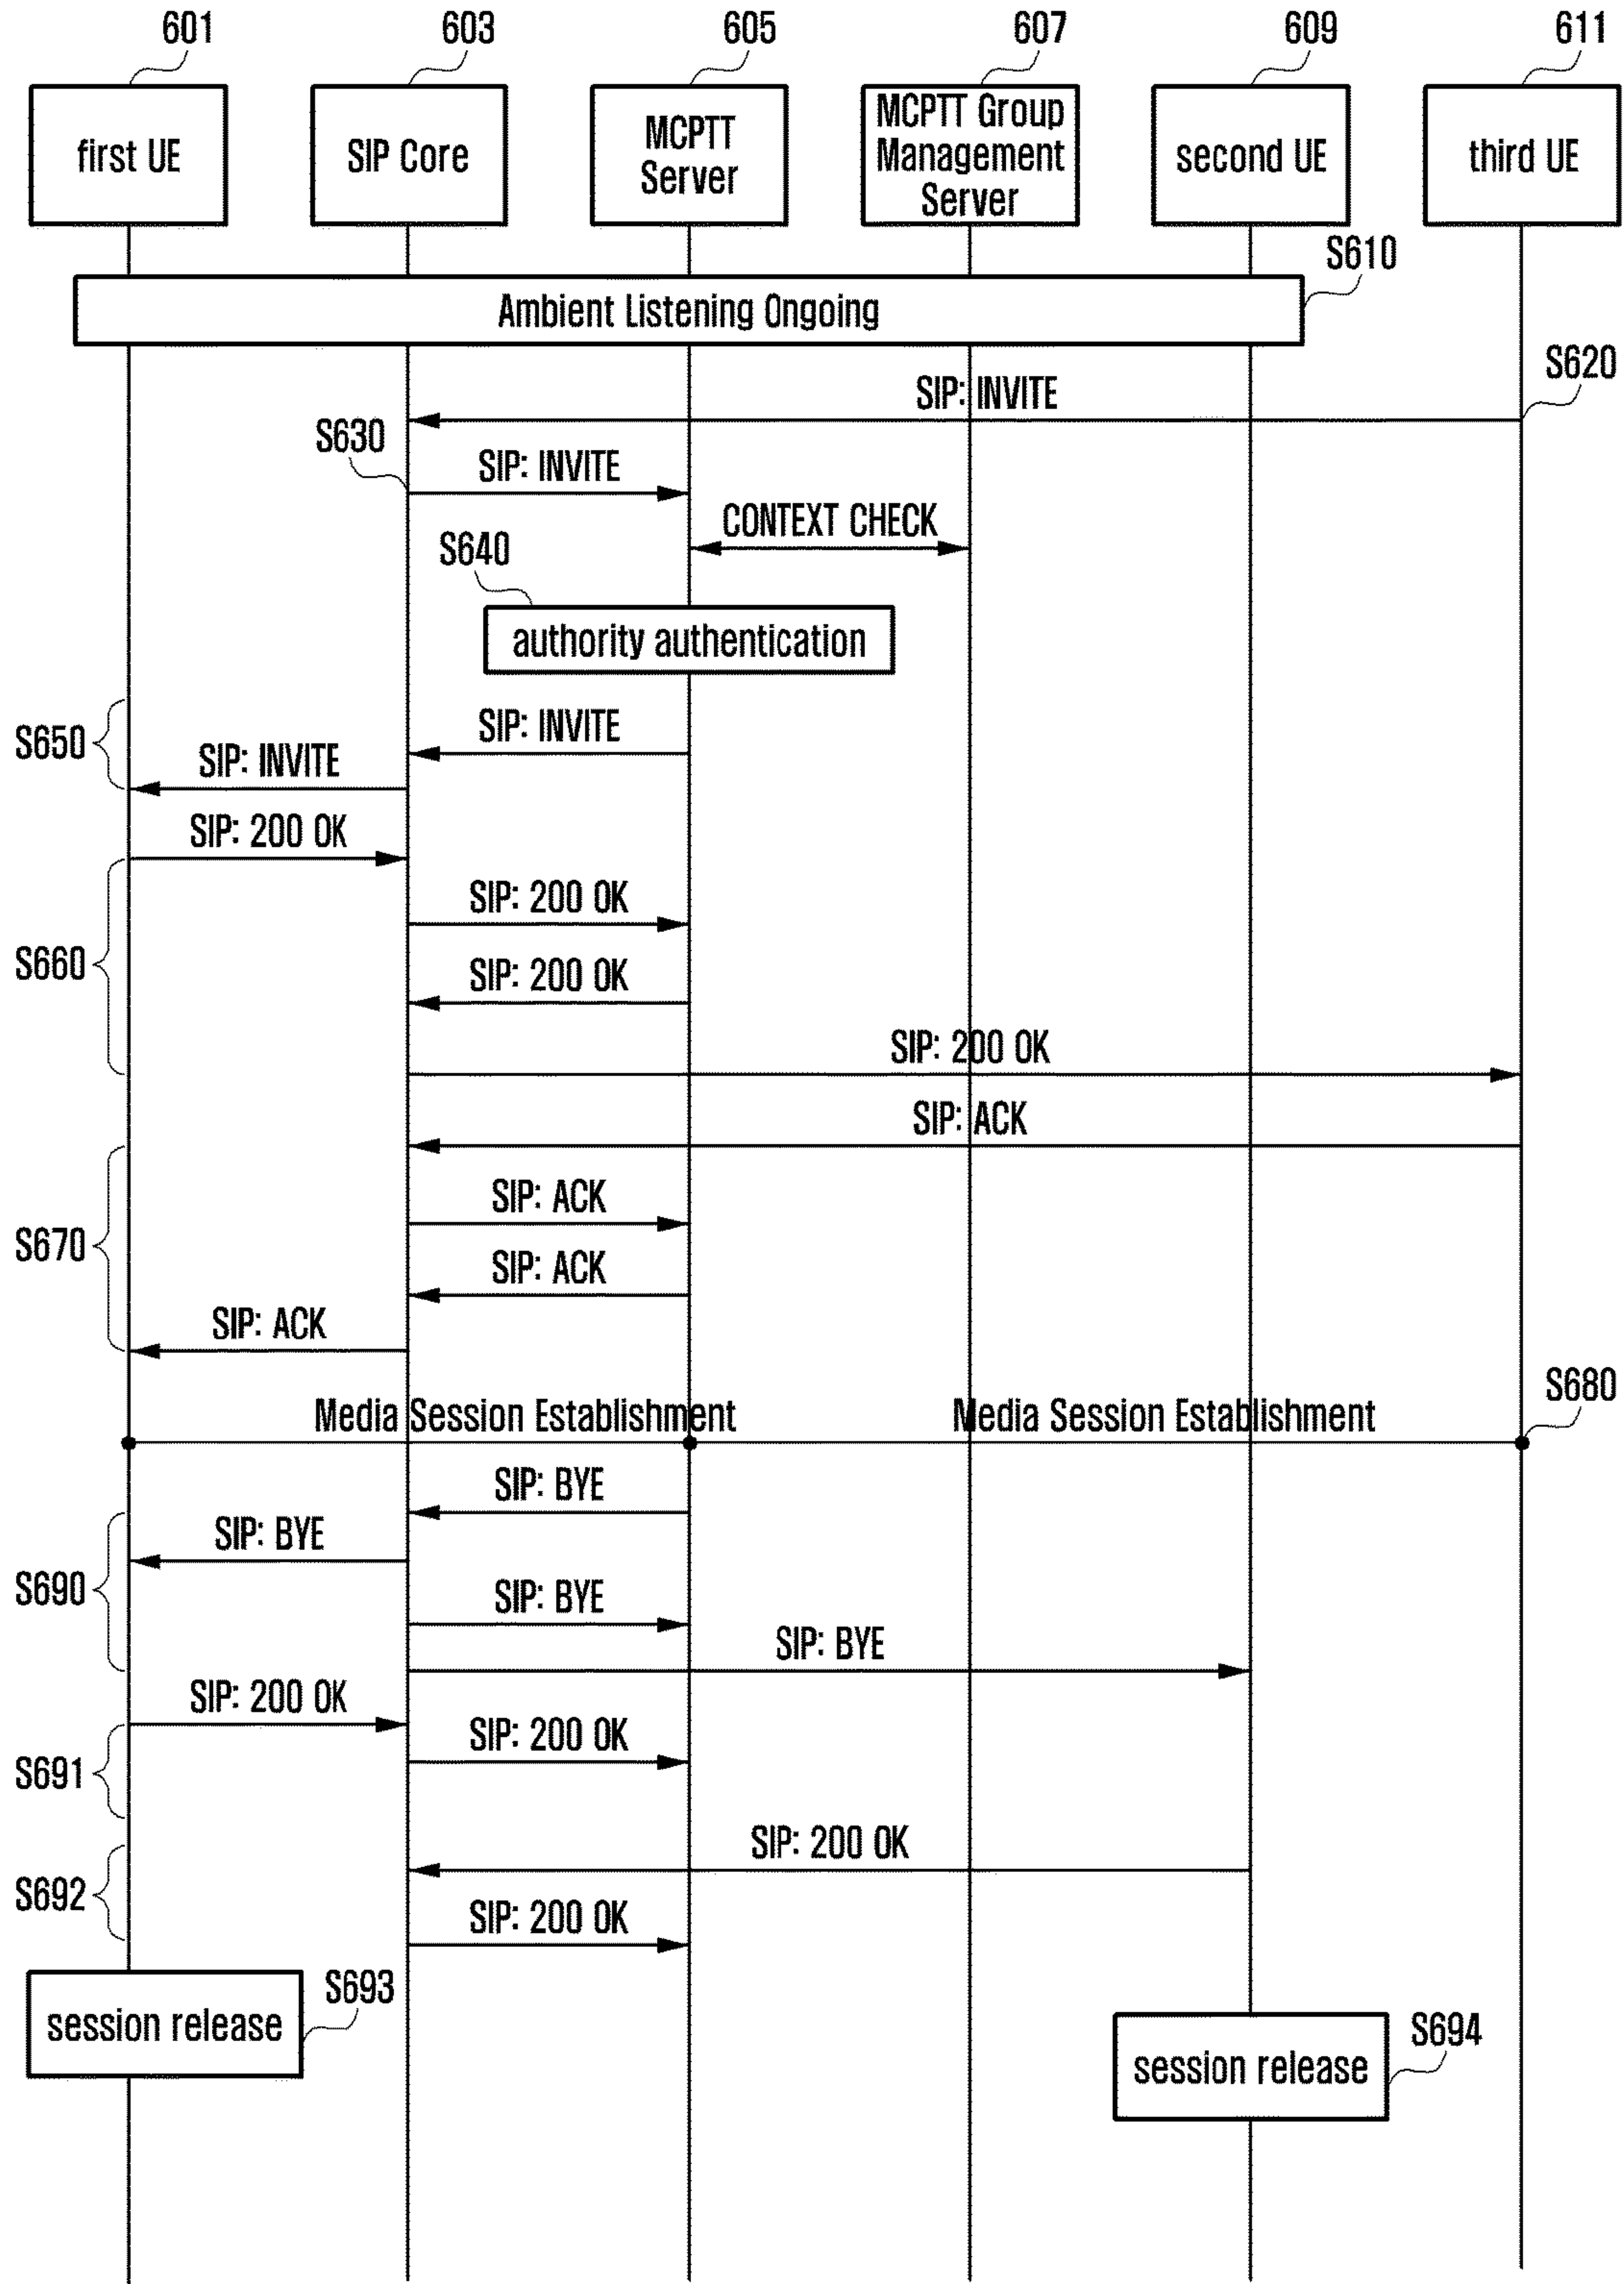 601
603
605
607
609
611
first UE
SIP Core
MCPTT
Server
MCPTT Group
Management
Server
second UE
third UE
S610
Ambient Listening Ongoing
S620
SIP: INVITE
S630
SIP: INVITE
CONTEXT CHECK
S640
authority authentication
S650
SIP: INVITE
SIP: INVITE
SIP: 200 OK
SIP: 200 OK
S660
SIP: 200 OK
SIP: 200 OK
SIP: ACK
SIP: ACK
S670
SIP: ACK
SIP: ACK
S680
Media Session Establishment
Media Session Establishment
SIP: BYE
SIP: BYE
S690
SIP: BYE
SIP: BYE
SIP: 200 OK
SIP: 200 OK
S691
SIP: 200 OK
S692
SIP: 200 OK
S693
session release
S694
session release